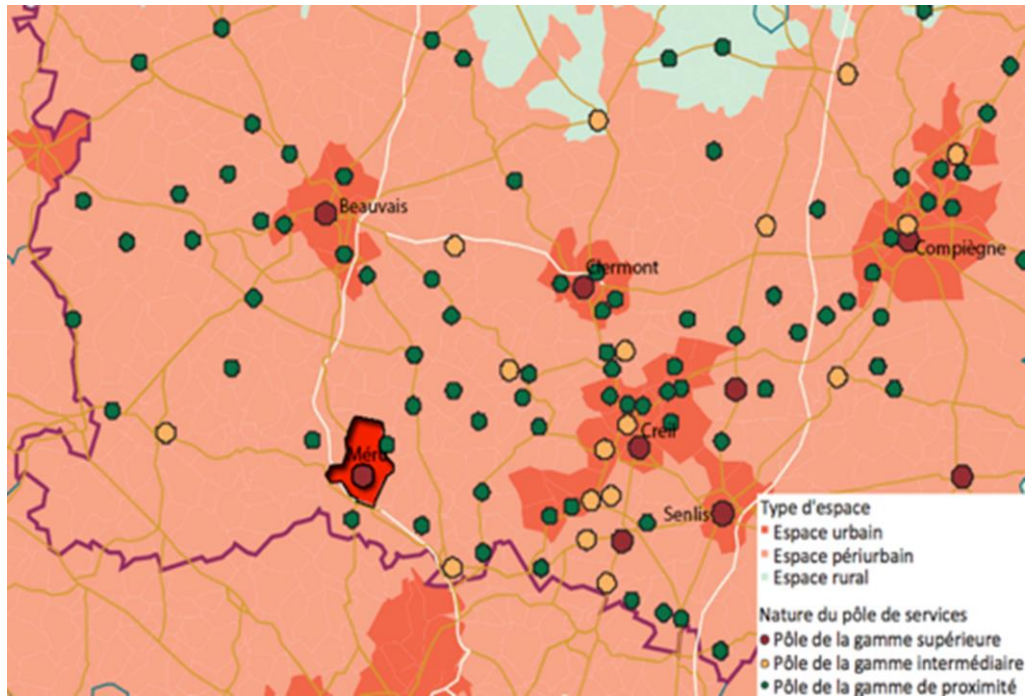 Beauvais
Compiègne
Clermont
Creil
Méru
Senlis
Type d'espace
Espace urbain
Espace périurbain
Espace rural
Nature du pôle de services
Pôle de la gamme supérieure
Pôle de la gamme intermédiaire
Pôle de la gamme de proximité